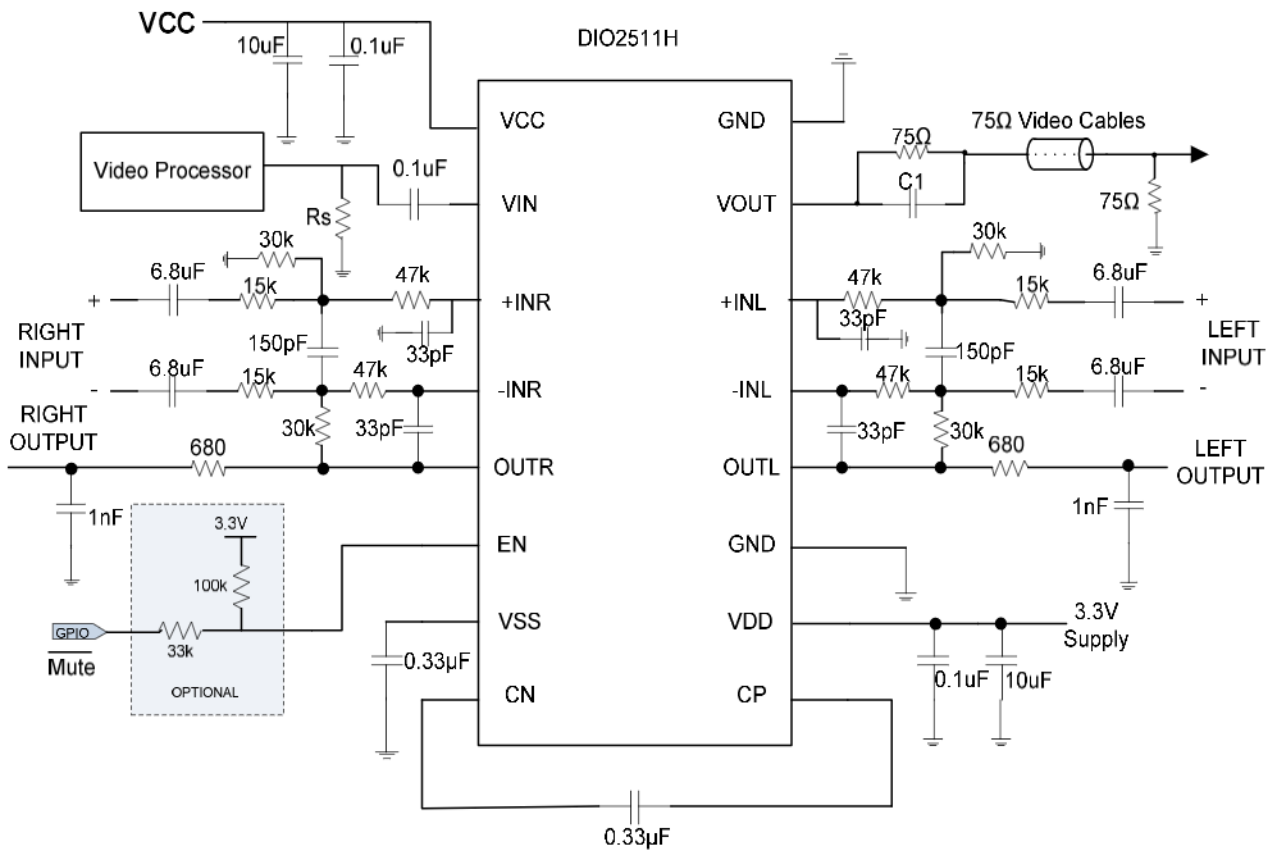 VCC
10uF
0.1uF
DIO2511H
VCC
GND
75Ω Video Cables
75Ω
Video Processor
0.1uF
C1
VIN
VOUT
Rs
75Ω
30k
30k
6.8uF
15k
47k
+INR
+INL
47k
15k
6.8uF
+
+
RIGHT
INPUT
33pF
33pF
LEFT
INPUT
150pF
150pF
6.8uF
15k
47k
-INR
-INL
47k
15k
6.8uF
-
-
RIGHT
OUTPUT
30k
33pF
33pF
30k
680
OUTR
OUTL
680
LEFT
OUTPUT
1nF
1nF
3.3V
EN
GND
100k
GPIO
33k
Mute
OPTIONAL
VSS
VDD
3.3V
Supply
0.33µF
0.1uF
10uF
CN
CP
0.33µF